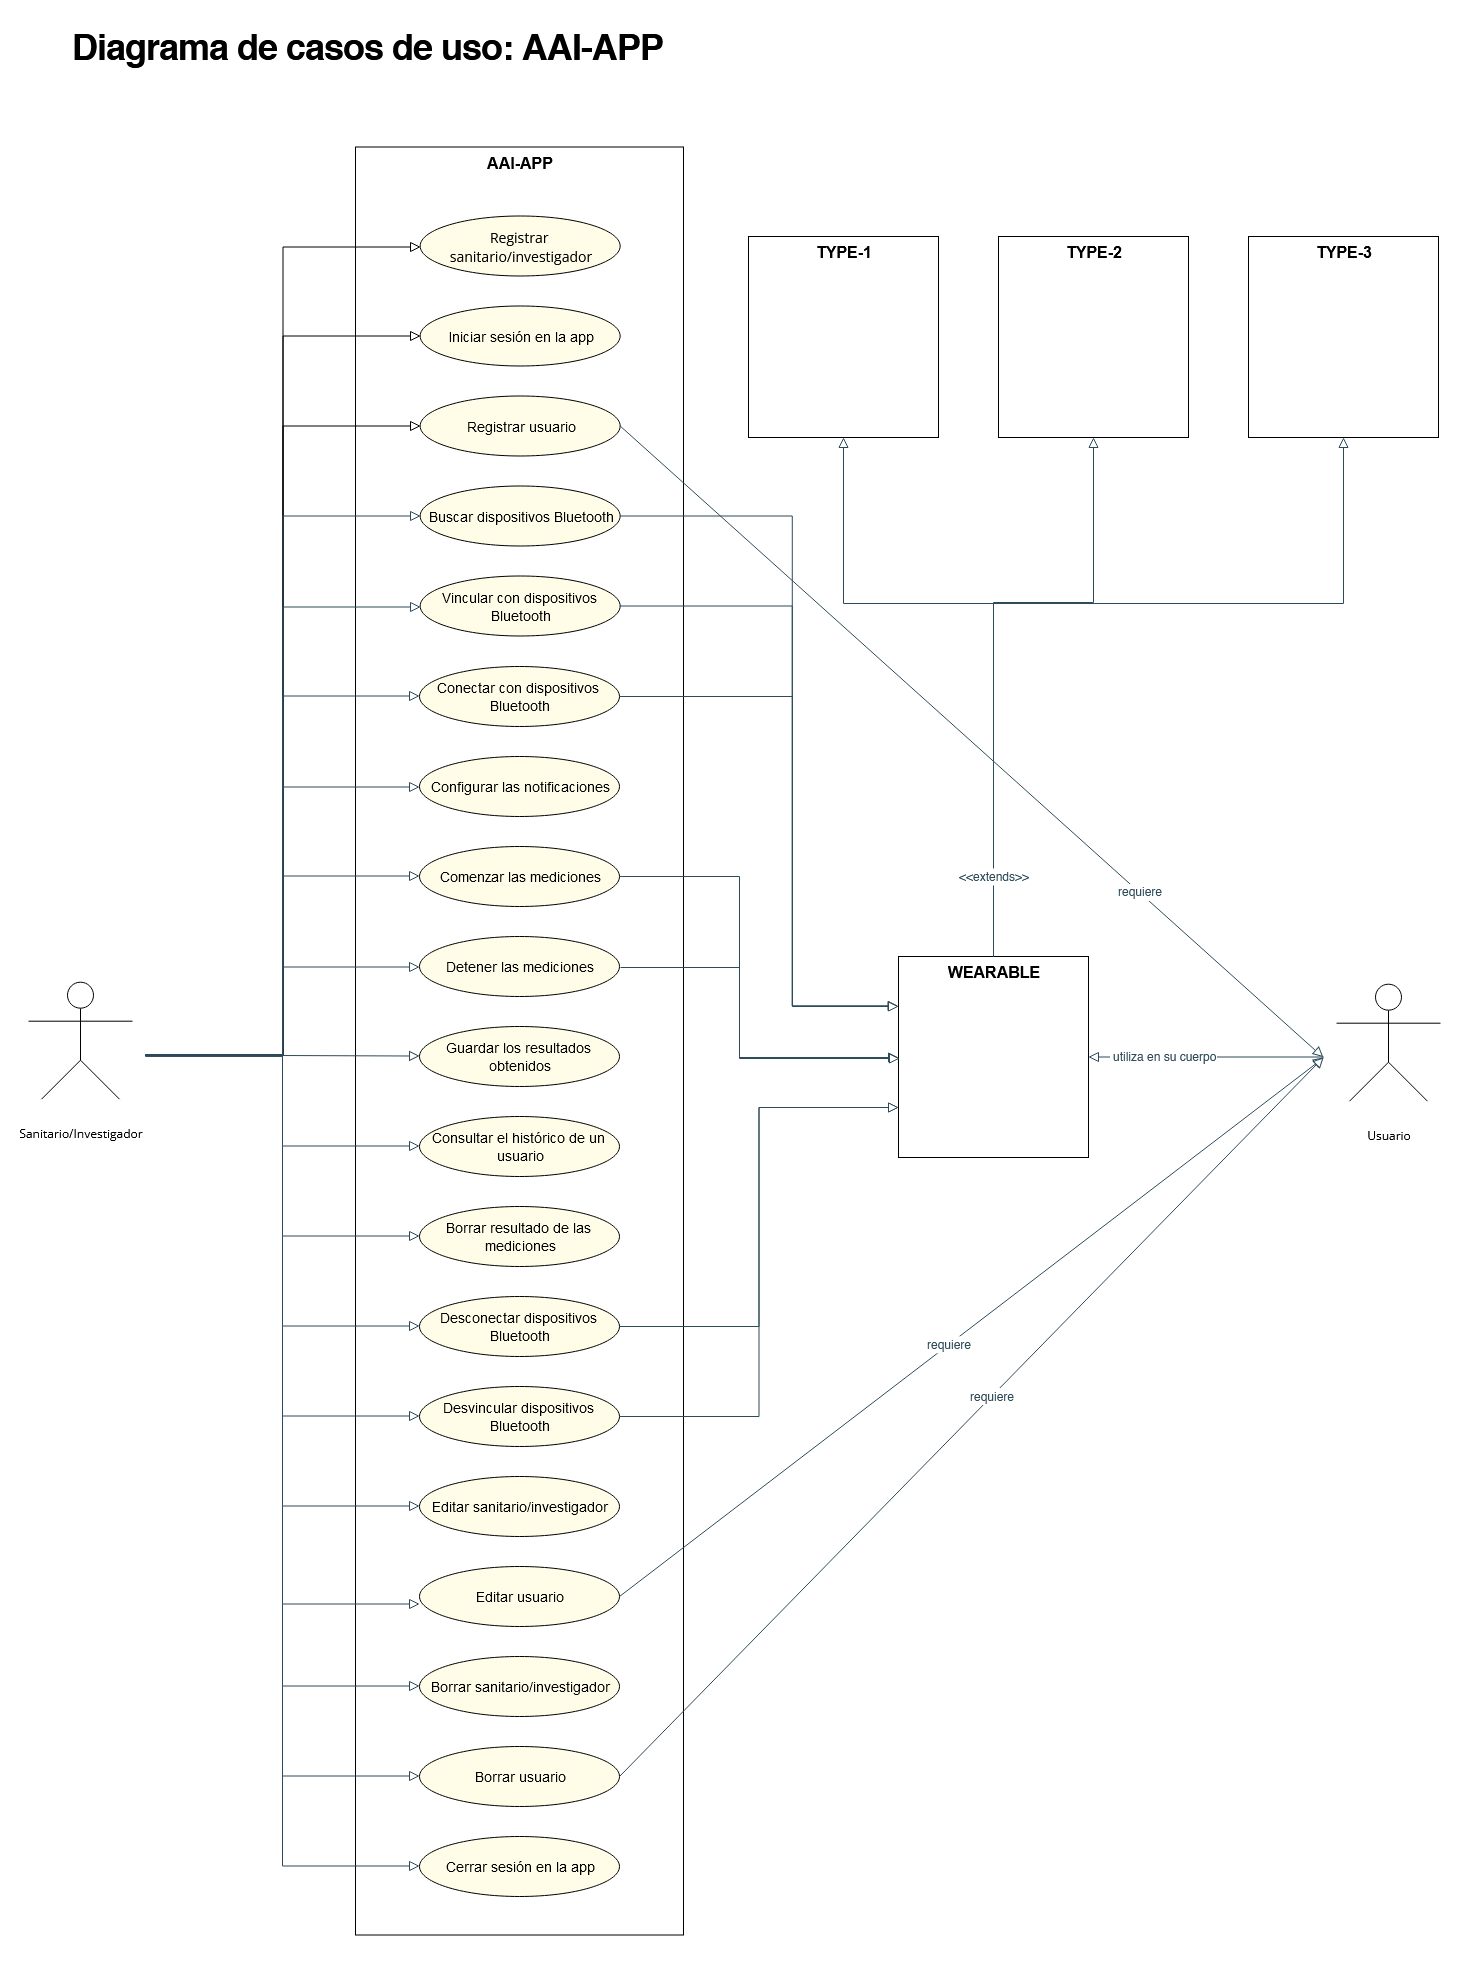 Diagrama de casos de uso: AAI-APP
AAI-APP
Registrar
sanitario/investigador
Iniciar sesión en la app
Registrar usuario
Buscar dispositivos Bluetooth
Vincular con dispositivos
Bluetooth
Conectar con dispositivos
Bluetooth
Configurar las notificaciones
Comenzar las mediciones
Detener las mediciones
Guardar los resultados
obtenidos
Consultar el histórico de un
usuario
Borrar resultado de las
mediciones
Desconectar dispositivos
Bluetooth
Desvincular dispositivos
Bluetooth
Editar sanitario/investigador
Editar usuario
Borrar sanitario/investigador
Borrar usuario
Cerrar sesión en la app
Sanitario/Investigador
TYPE-1
TYPE-2
TYPE-3
<<extends>>
requiere
WEARABLE
utiliza en su cuerpo
Usuario
requiere
requiere